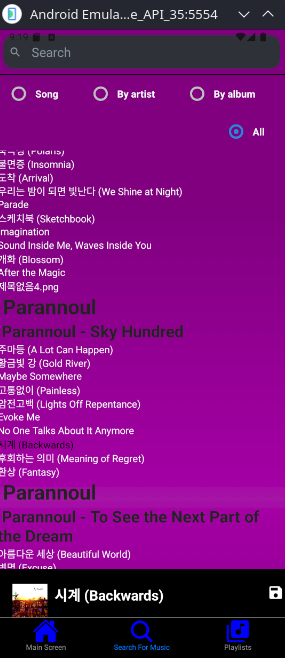 Android Emula...e_API_35:5554
9:19
Search
Song
By artist
By album
All
(Polaris)
불면증 (Insomnia)
도착 (Arrival)
우리는 밤이 되면 빛난다 (We Shine at Night)
Parade
스케치북 (Sketchbook)
Imagination
Sound Inside Me, Waves Inside You
개화 (Blossom)
After the Magic
제목없음4.png
Parannoul
Parannoul - Sky Hundred
주마등 (A Lot Can Happen)
황금빛 강 (Gold River)
Maybe Somewhere
고통없이 (Painless)
암전고백 (Lights Off Repentance)
Evoke Me
No One Talks About It Anymore
시계 (Backwards)
후회하는 의미 (Meaning of Regret)
환상 (Fantasy)
Parannoul
Parannoul - To See the Next Part of
the Dream
아름다운 세상 (Beautiful World)
변명 (Excuse)
시계 (Backwards)
Main Screen
Search For Music
Playlists